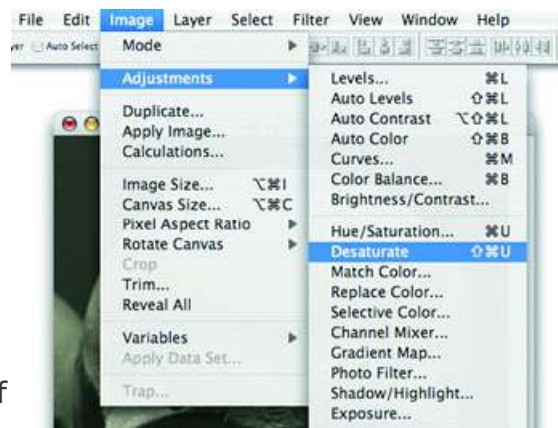 File Edit Image Layer Select Filter View Window Help
Auto Select
Mode
Adjustments
Duplicate...
Apply Image...
Calculations...
Image Size... ⌥⌘I
Canvas Size... ⌥⌘C
Pixel Aspect Ratio
Rotate Canvas
Crop
Trim...
Reveal All
Variables
Apply Data Set...
Trap...
Levels... ⌘L
Auto Levels ⇧⌘L
Auto Contrast ⌥⇧⌘L
Auto Color ⇧⌘B
Curves... ⌘M
Color Balance... ⌘B
Brightness/Contrast...
Hue/Saturation... ⌘U
Desaturate ⇧⌘U
Match Color...
Replace Color...
Selective Color...
Channel Mixer...
Gradient Map...
Photo Filter...
Shadow/Highlight...
Exposure...
f